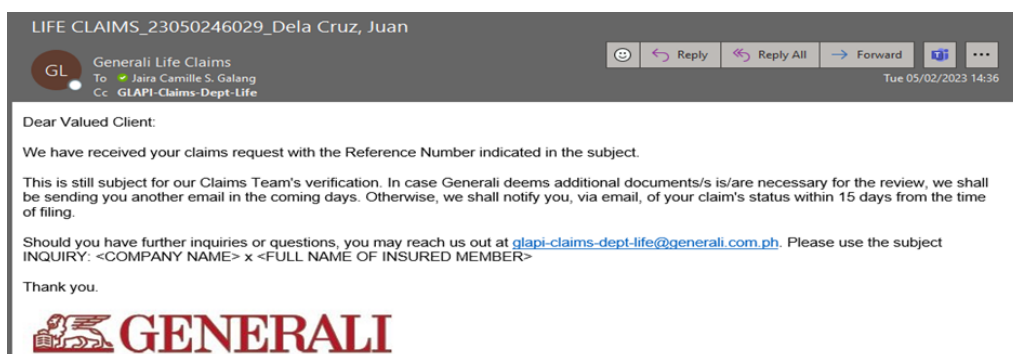 LIFE CLAIMS_23050246029_Dela Cruz, Juan
GL
Generali Life Claims
To Jaira Camille S. Galang
Cc GLAPI-Claims-Dept-Life
Reply
Reply All
Forward
Tue 05/02/2023 14:36
Dear Valued Client:
We have received your claims request with the Reference Number indicated in the subject.
This is still subject for our Claims Team's verification. In case Generali deems additional documents/s is/are necessary for the review, we shall
be sending you another email in the coming days. Otherwise, we shall notify you, via email, of your claim's status within 15 days from the time
of filing.
Should you have further inquiries or questions, you may reach us out at glapi-claims-dept-life@generali.com.ph. Please use the subject
INQUIRY: <COMPANY NAME> x <FULL NAME OF INSURED MEMBER>
Thank you.
GENERALI